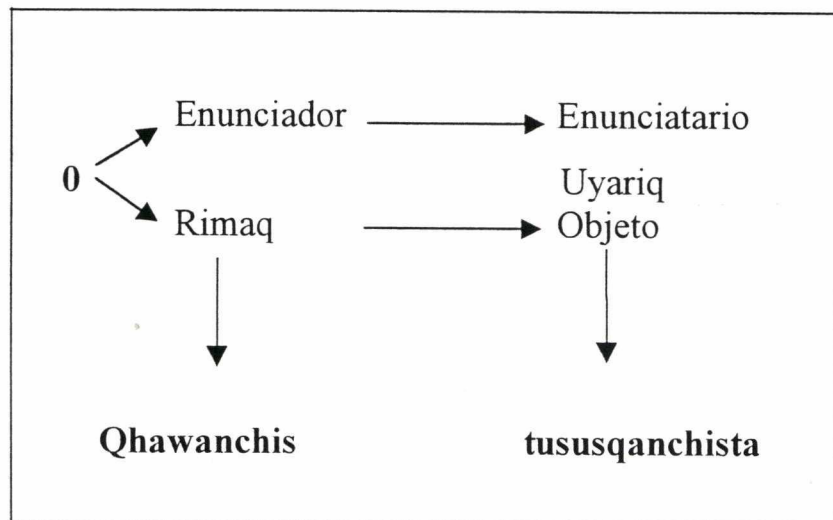 Enunciador Enunciatario
0 Uyariq
Rimaq Objeto
Qhawanchis tususqanchista